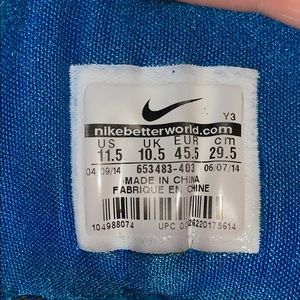 Y3
nikebetterworld.com
US UK EUR cm
11.5 10.5 45.5 29.5
04/09/14 653483-403 06/07/14
MADE IN CHINA
FABRIQUE EN CHINE
104988074 UPC 00826220175614